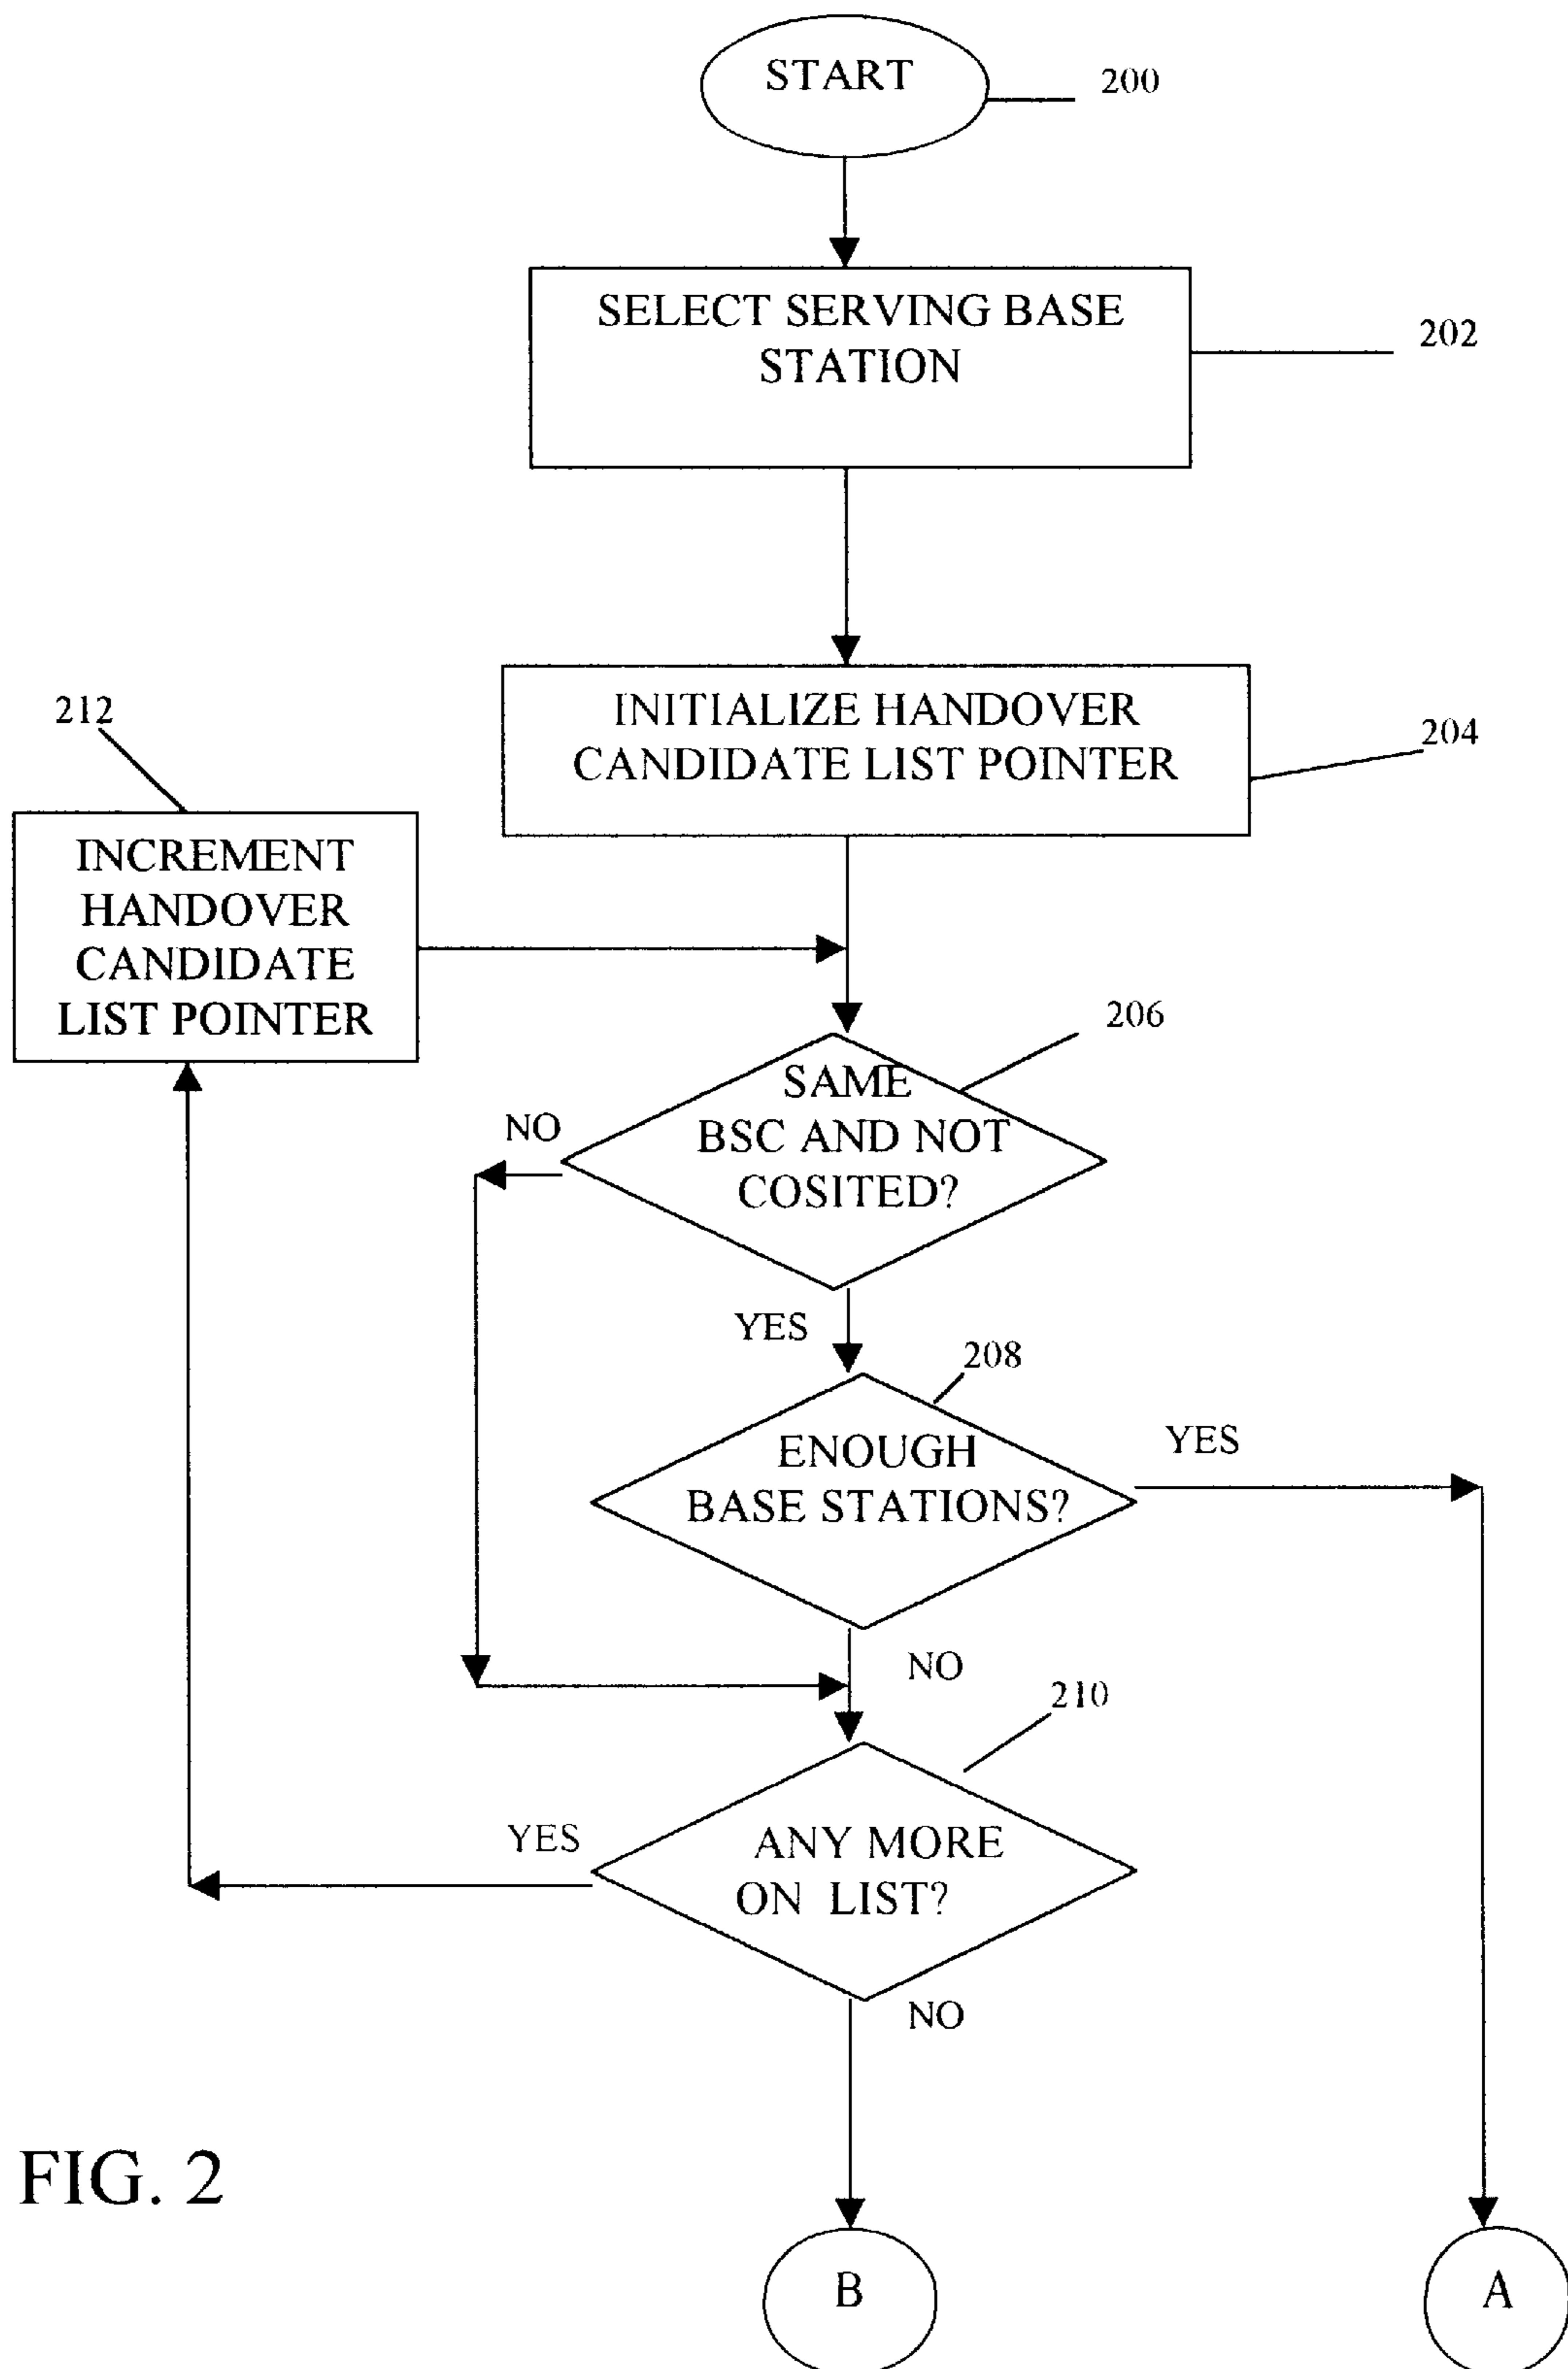 START
200
SELECT SERVING BASE
STATION
202
INITIALIZE HANDOVER
CANDIDATE LIST POINTER
204
212
INCREMENT
HANDOVER
CANDIDATE
LIST POINTER
206
SAME
BSC AND NOT
COSITED?
NO
YES
208
ENOUGH
BASE STATIONS?
YES
NO
210
ANY MORE
ON LIST?
YES
NO
FIG. 2
B
A